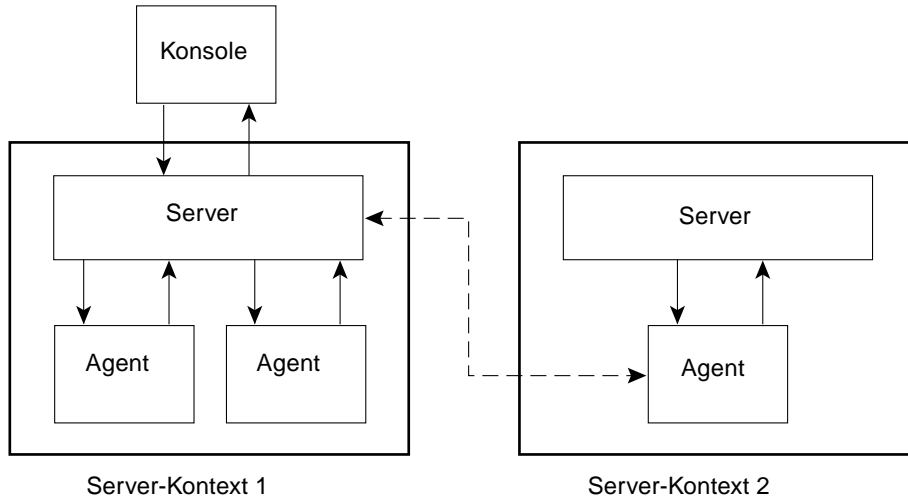 Konsole
Server
Server
Agent
Agent
Agent
Server-Kontext 1
Server-Kontext 2